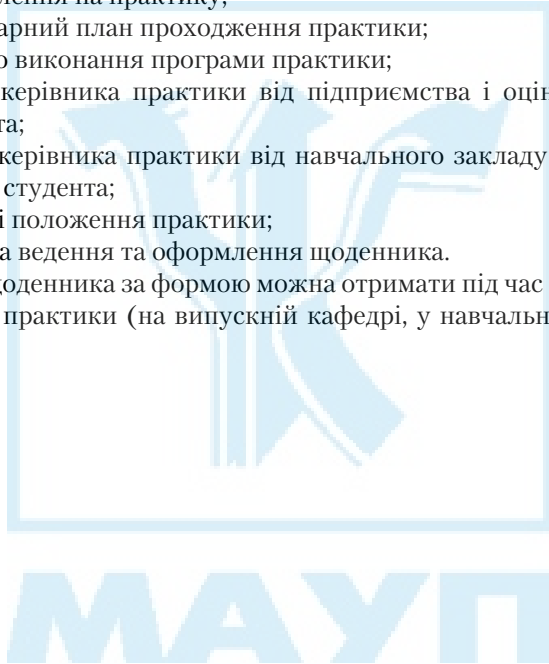 лення на практику;
арний план проходження практики;
о виконання програми практики;
керівника практики від підприємства і оцін
та;
керівника практики від навчального закладу
студента;
і положення практики;
а ведення та оформлення щоденника.
щоденника за формою можна отримати під час
практики (на випускній кафедрі, у навчальн
МАУП